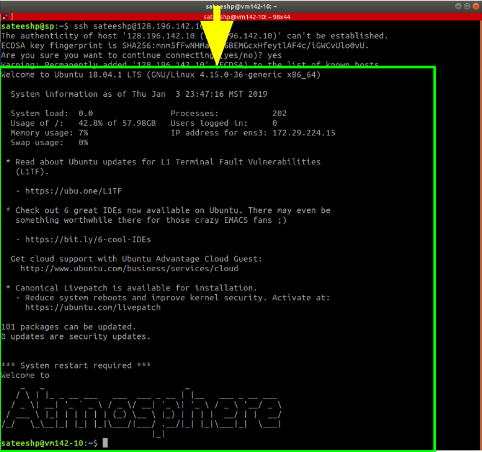 sateeshp@vm142-10: ~
sateeshp@vm142-10: ~ 98x44
sateeshp@sp:~$ ssh sateeshp@128.196.142.10
The authenticity of host '128.196.142.10 ( .196.142.10)' can't be established.
ECDSA key fingerprint is
Are you sure you want to continue connecting (yes/no)? yes
Warning: Permanently added '128.196.142.10' (ECDSA) to the list of known hosts.
Welcome to Ubuntu 18.04.1 LTS (GNU/Linux 4.15.0-36-generic x86_64)
System information as of Thu Jan 3 23:47:16 MST 2019
System load: 0.0 Processes: 202
Usage of /: 42.8% of 57.98GB Users logged in: 0
Memory usage: 7% IP address for ens3: 172.29.224.15
Swap usage: 0%
* Read about Ubuntu updates for L1 Terminal Fault Vulnerabilities
(L1TF).
- https://ubu.one/L1TF
* Check out 6 great IDEs now available on Ubuntu. There may even be
something worthwhile there for those crazy EMACS fans ;)
- https://bit.ly/6-cool-IDEs
Get cloud support with Ubuntu Advantage Cloud Guest:
http://www.ubuntu.com/business/services/cloud
* Canonical Livepatch is available for installation.
- Reduce system reboots and improve kernel security. Activate at:
https://ubuntu.com/livepatch
101 packages can be updated.
0 updates are security updates.
*** System restart required ***
Welcome to
Atmosphere
sateeshp@vm142-10:~$